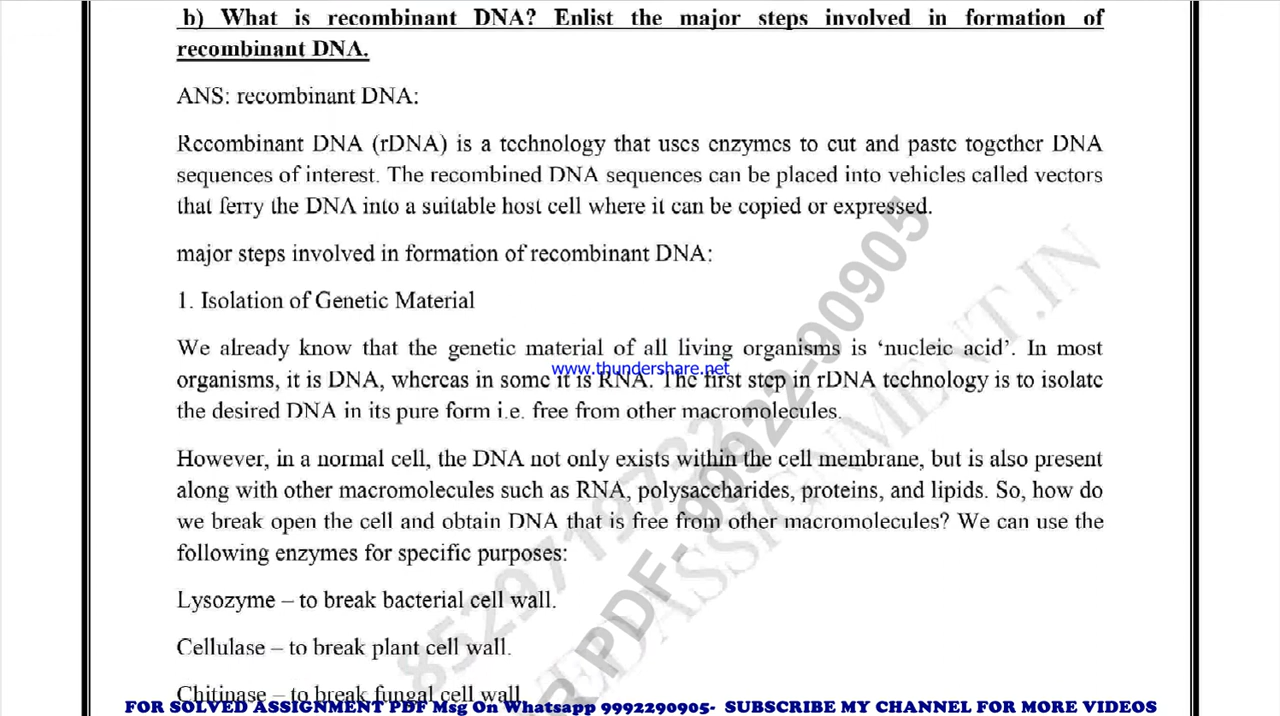 b) What is recombinant DNA? Enlist the major steps involved in formation of
recombinant DNA.
ANS: recombinant DNA:
Recombinant DNA (rDNA) is a technology that uses enzymes to cut and paste together DNA
sequences of interest. The recombined DNA sequences can be placed into vehicles called vectors
that ferry the DNA into a suitable host cell where it can be copied or expressed.
major steps involved in formation of recombinant DNA:
1. Isolation of Genetic Material
We already know that the genetic material of all living organisms is ‘nucleic acid’. In most
www.thundershare.net
organisms, it is DNA, whereas in some it is RNA. The first step in rDNA technology is to isolate
the desired DNA in its pure form i.e. free from other macromolecules.
However, in a normal cell, the DNA not only exists within the cell membrane, but is also present
along with other macromolecules such as RNA, polysaccharides, proteins, and lipids. So, how do
we break open the cell and obtain DNA that is free from other macromolecules? We can use the
following enzymes for specific purposes:
Lysozyme – to break bacterial cell wall.
Cellulase – to break plant cell wall.
Chitinase – to break fungal cell wall
R PDF- 99922-90905
8529719732
ASSIGNMENT.IN
FOR SOLVED ASSIGNMENT PDF Msg On Whatsapp 9992290905- SUBSCRIBE MY CHANNEL FOR MORE VIDEOS